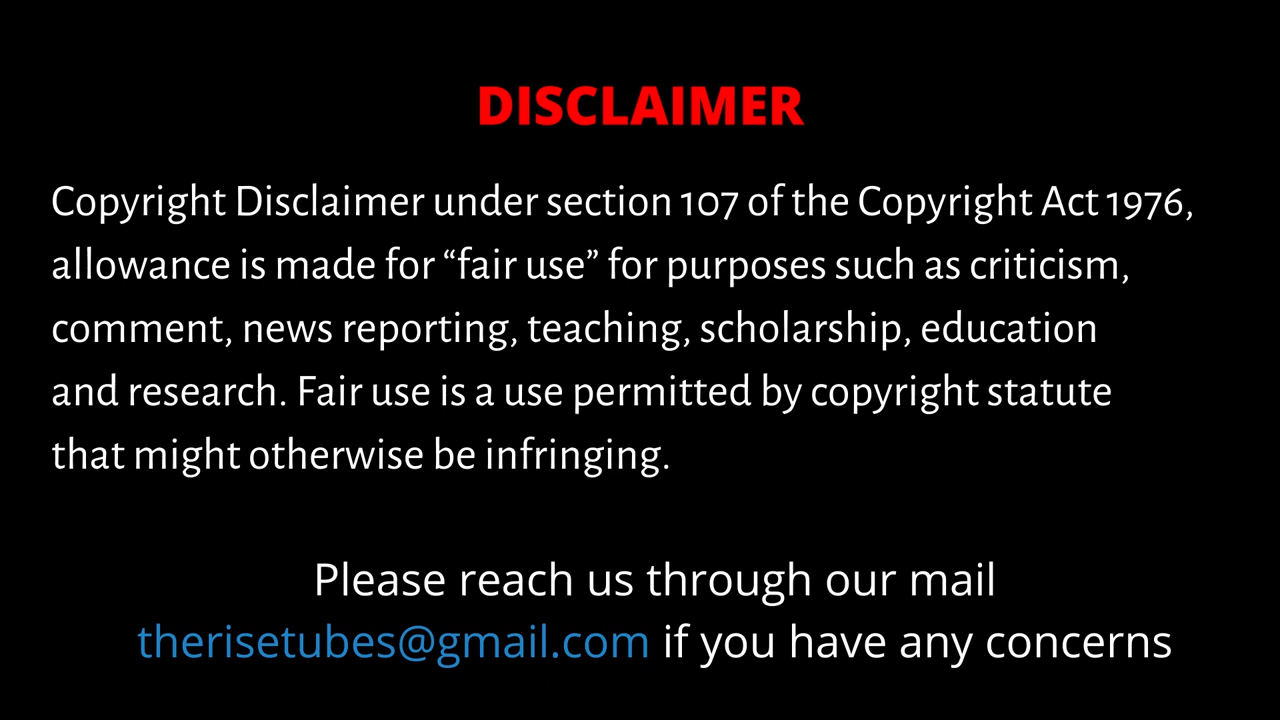 DISCLAIMER
Copyright Disclaimer under section 107 of the Copyright Act 1976,
allowance is made for “fair use” for purposes such as criticism,
comment, news reporting, teaching, scholarship, education
and research. Fair use is a use permitted by copyright statute
that might otherwise be infringing.
Please reach us through our mail
therisetubes@gmail.com if you have any concerns